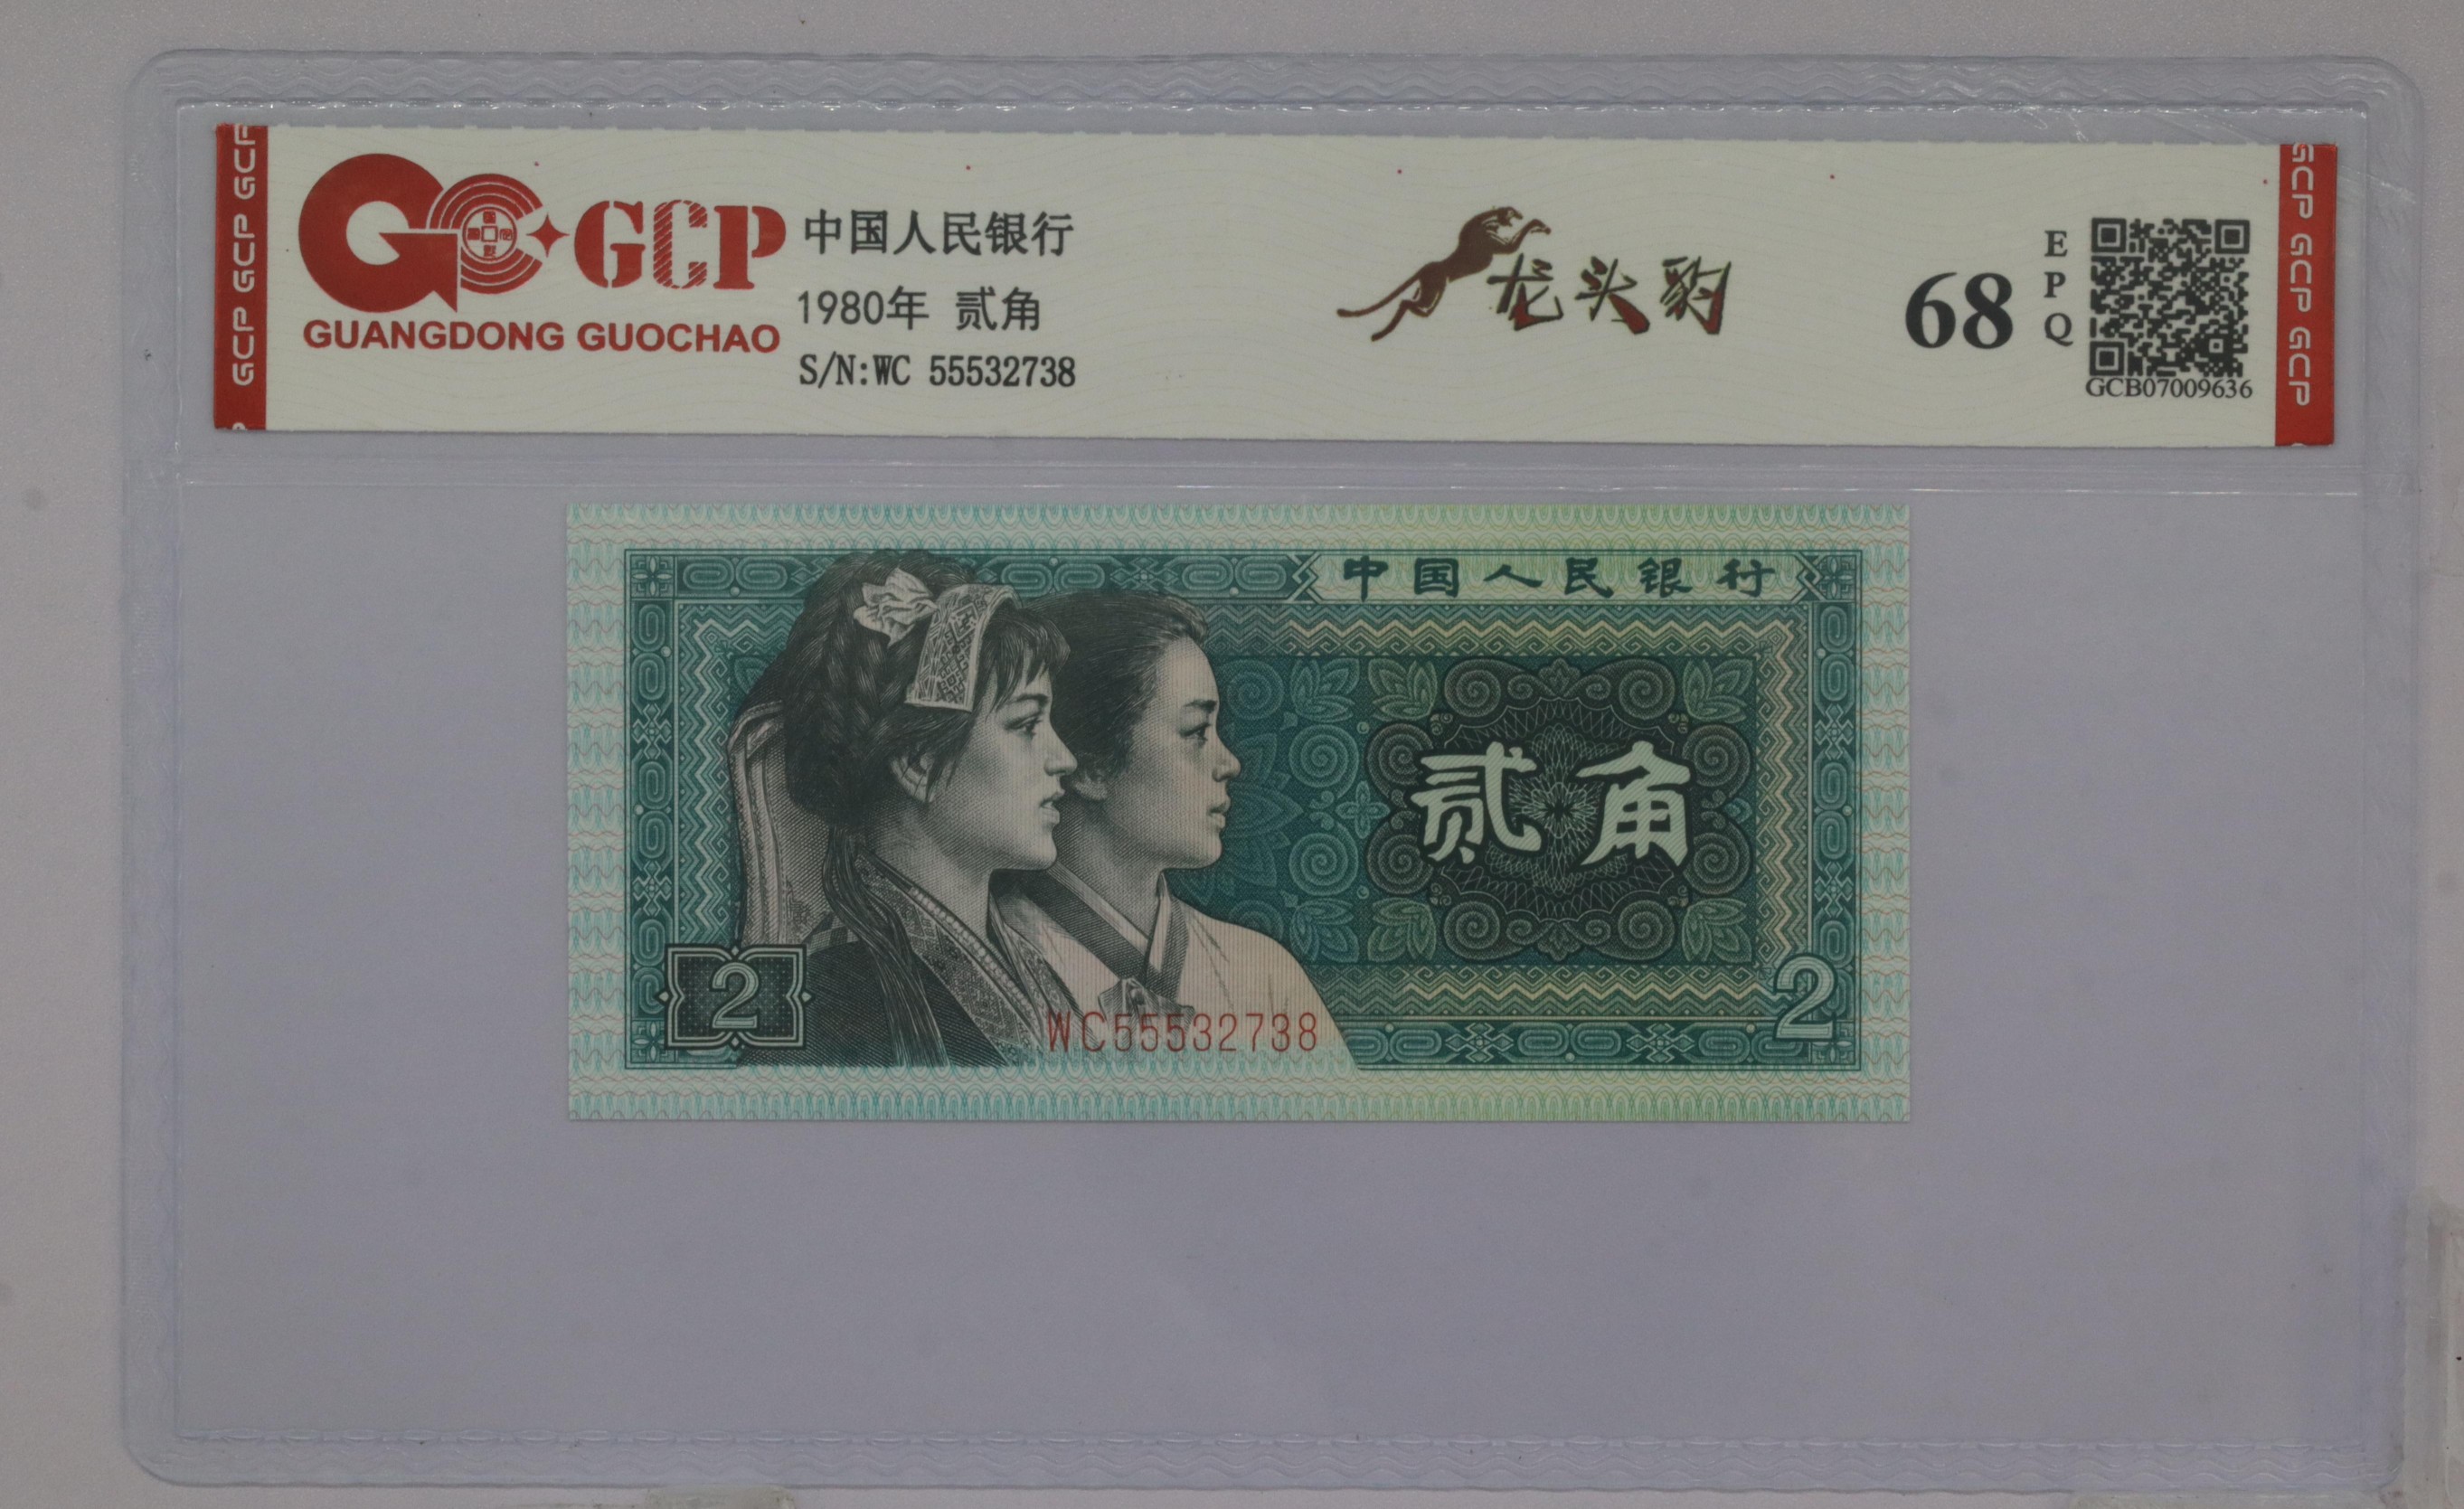 GCP GCP GCP
GCP
GUANGDONG GUOCHAO
中国人民银行
1980年 贰角
S/N:WC 55532738
龙头豹
68
EPQ
GCB07009636
GCP GCP GCP
中国人民银行
贰角
2
WC55532738
2